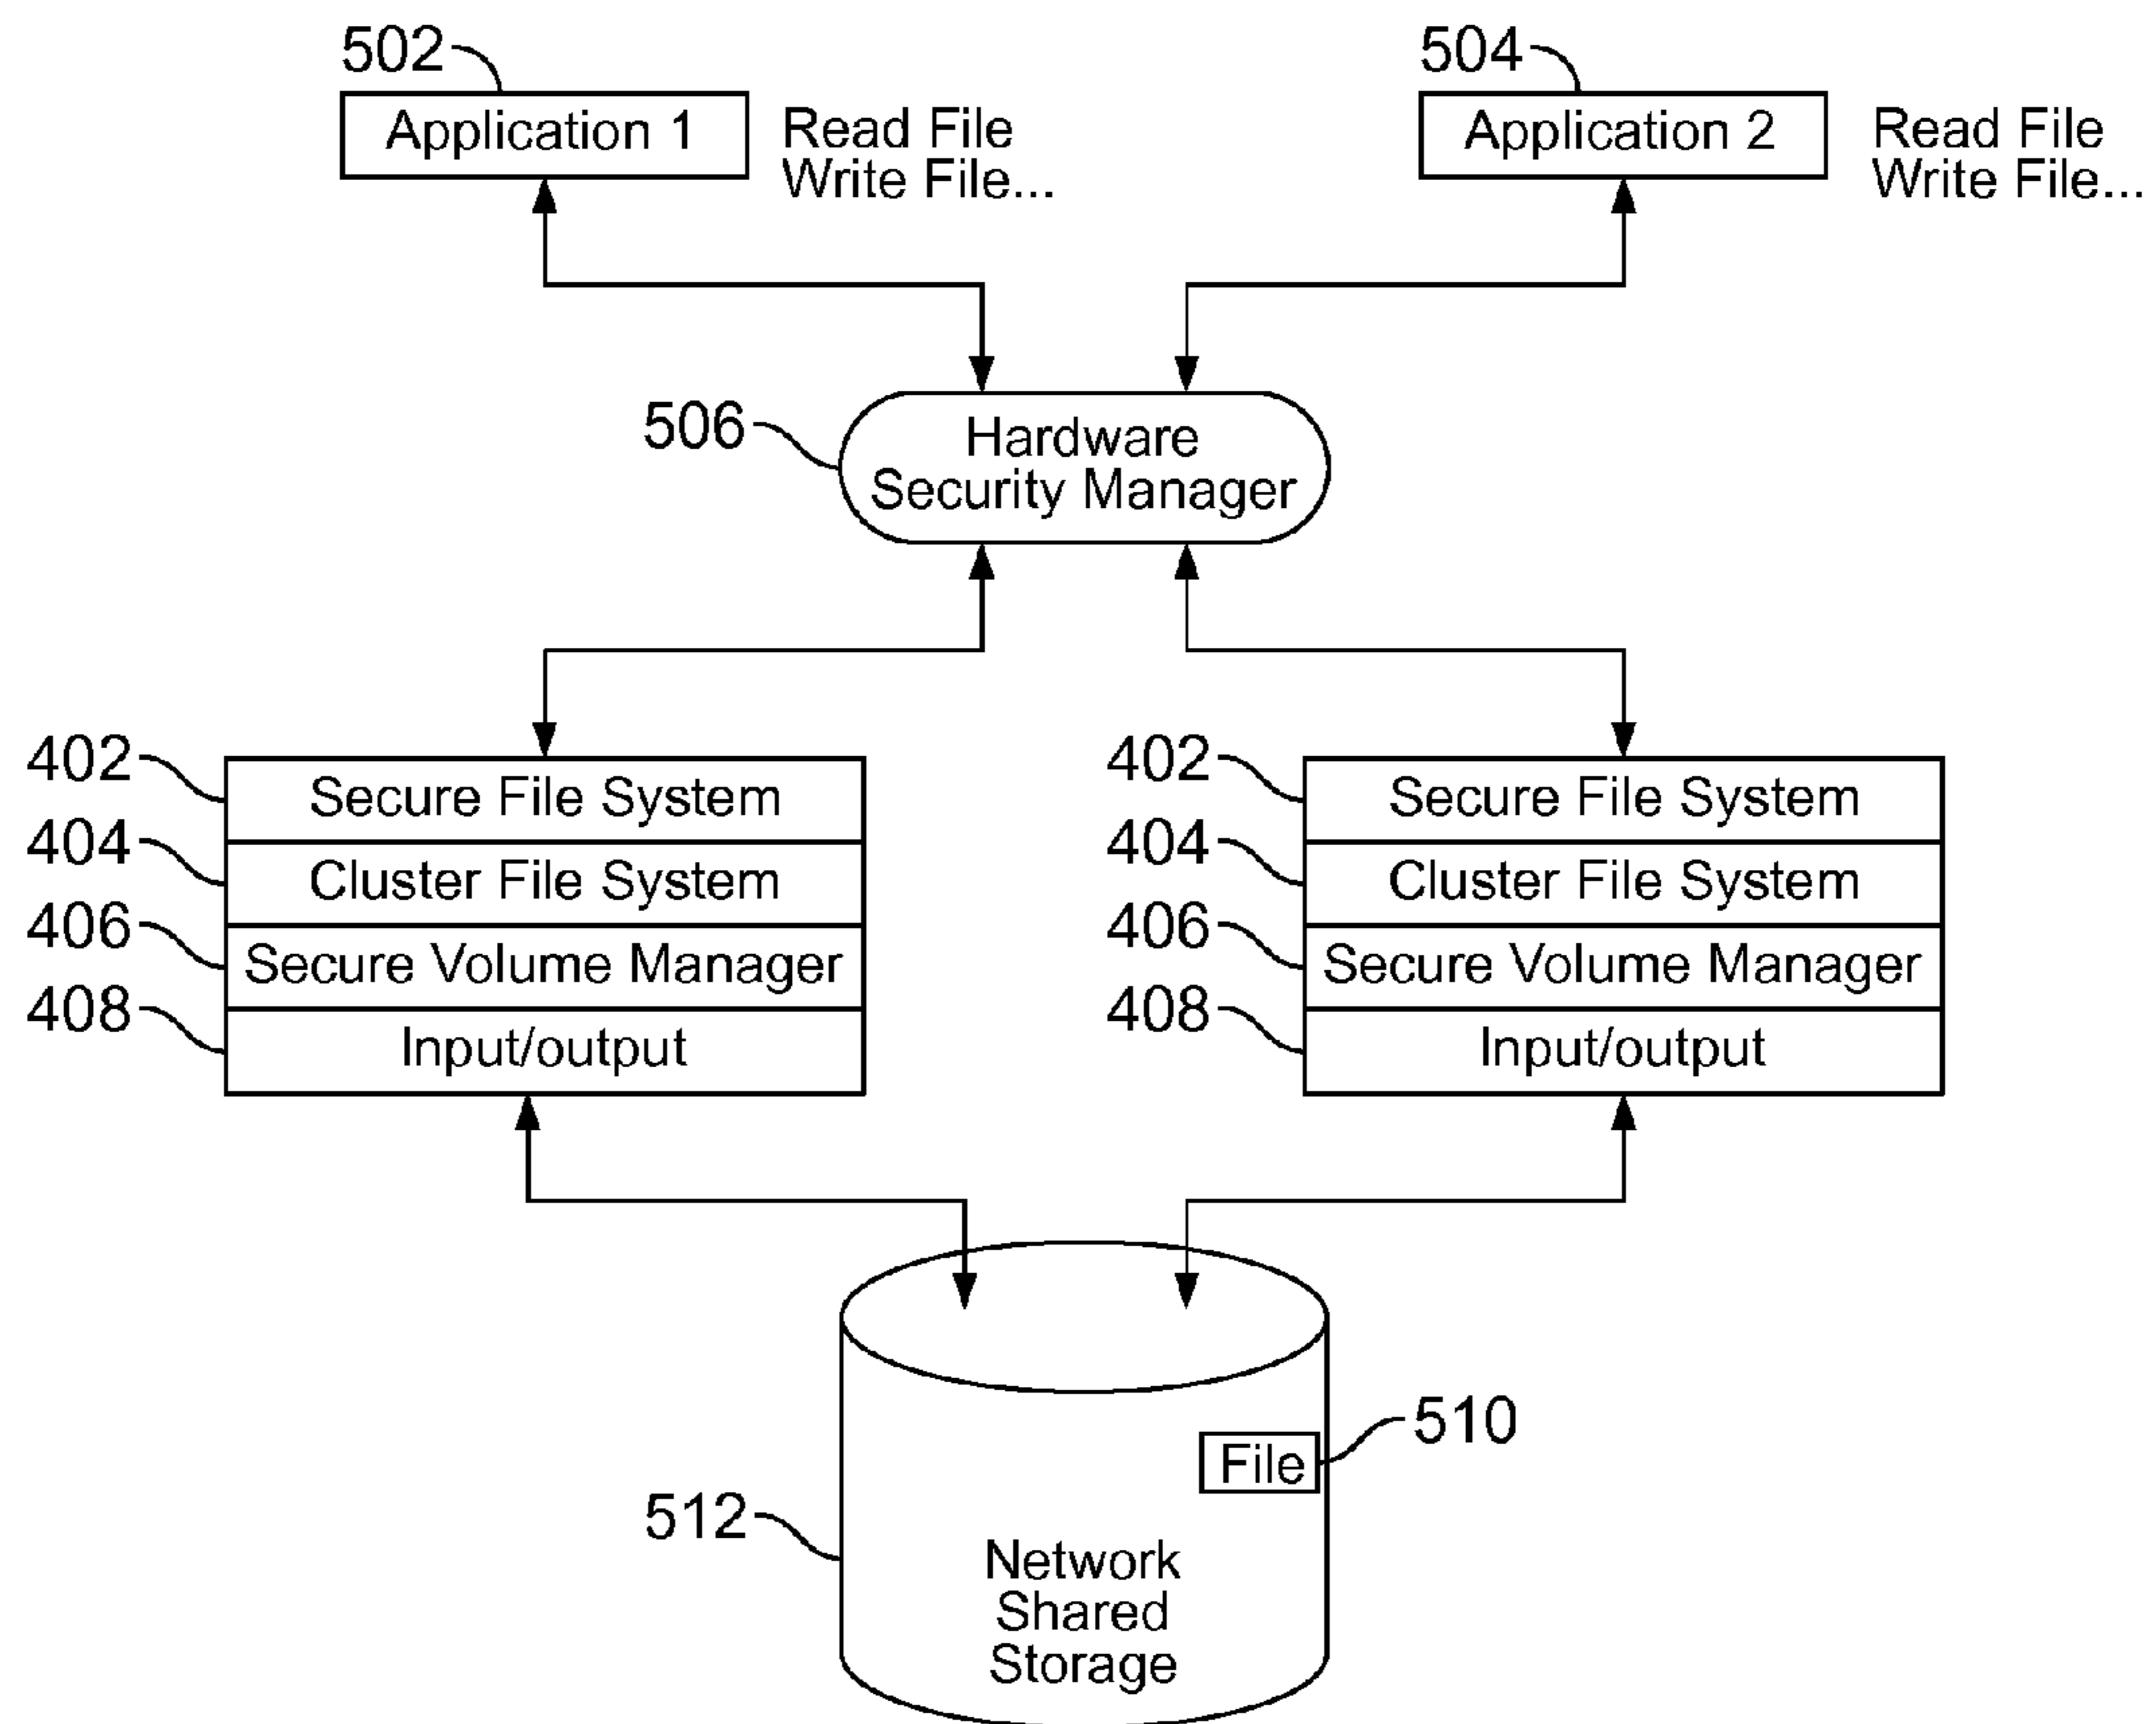 502
504
Application 1
Read File
Write File...
Application 2
Read File
Write File...
506
Hardware
Security Manager
402
Secure File System
404
Cluster File System
406
Secure Volume Manager
408
Input/output
402
Secure File System
404
Cluster File System
406
Secure Volume Manager
408
Input/output
File
510
512
Network
Shared
Storage